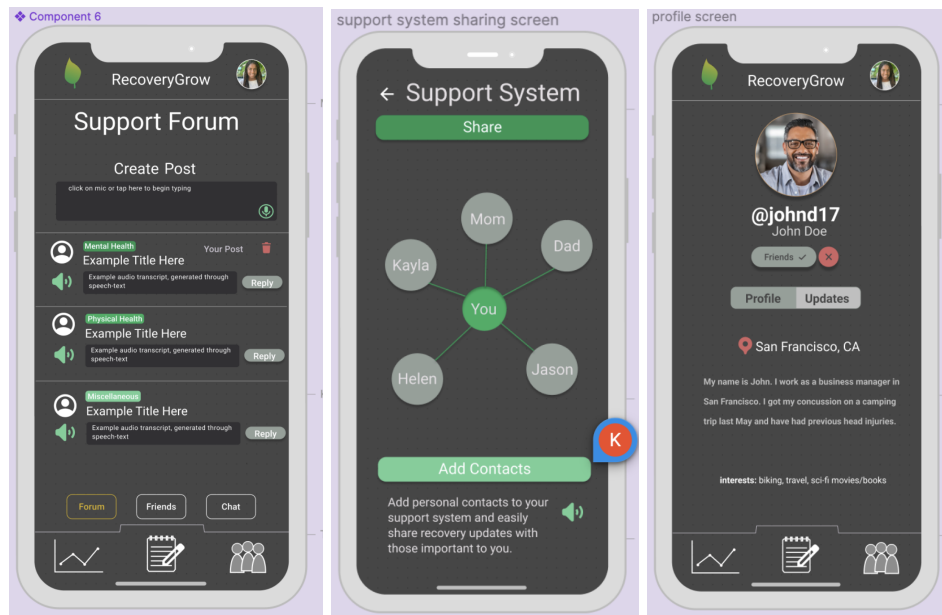 Component 6
RecoveryGrow
Support Forum
Create Post
click on mic or tap here to begin typing
Mental Health
Your Post
Example Title Here
Example audio transcript, generated through
speech-text
Reply
Physical Health
Example Title Here
Example audio transcript, generated through
speech-text
Reply
Miscellaneous
Example Title Here
Example audio transcript, generated through
speech-text
Reply
Forum
Friends
Chat
support system sharing screen
Support System
Share
Mom
Dad
Kayla
You
Helen
Jason
K
Add Contacts
Add personal contacts to your
support system and easily
share recovery updates with
those important to you.
profile screen
RecoveryGrow
@johnd17
John Doe
Friends
Profile
Updates
San Francisco, CA
My name is John. I work as a business manager in
San Francisco. I got my concussion on a camping
trip last May and have had previous head injuries.
interests: biking, travel, sci-fi movies/books